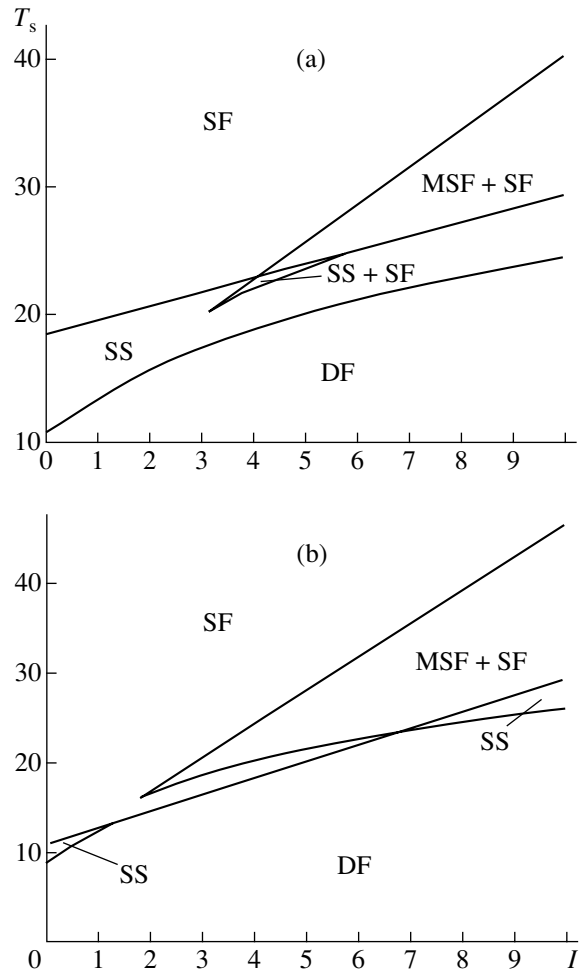 T_s
(a)
40
SF
30
MSF + SF
SS + SF
20
SS
DF
10
0 1 2 3 4 5 6 7 8 9
(b)
40
SF
30
MSF + SF
SS
20
10
SS
DF
0 1 2 3 4 5 6 7 8 9 I